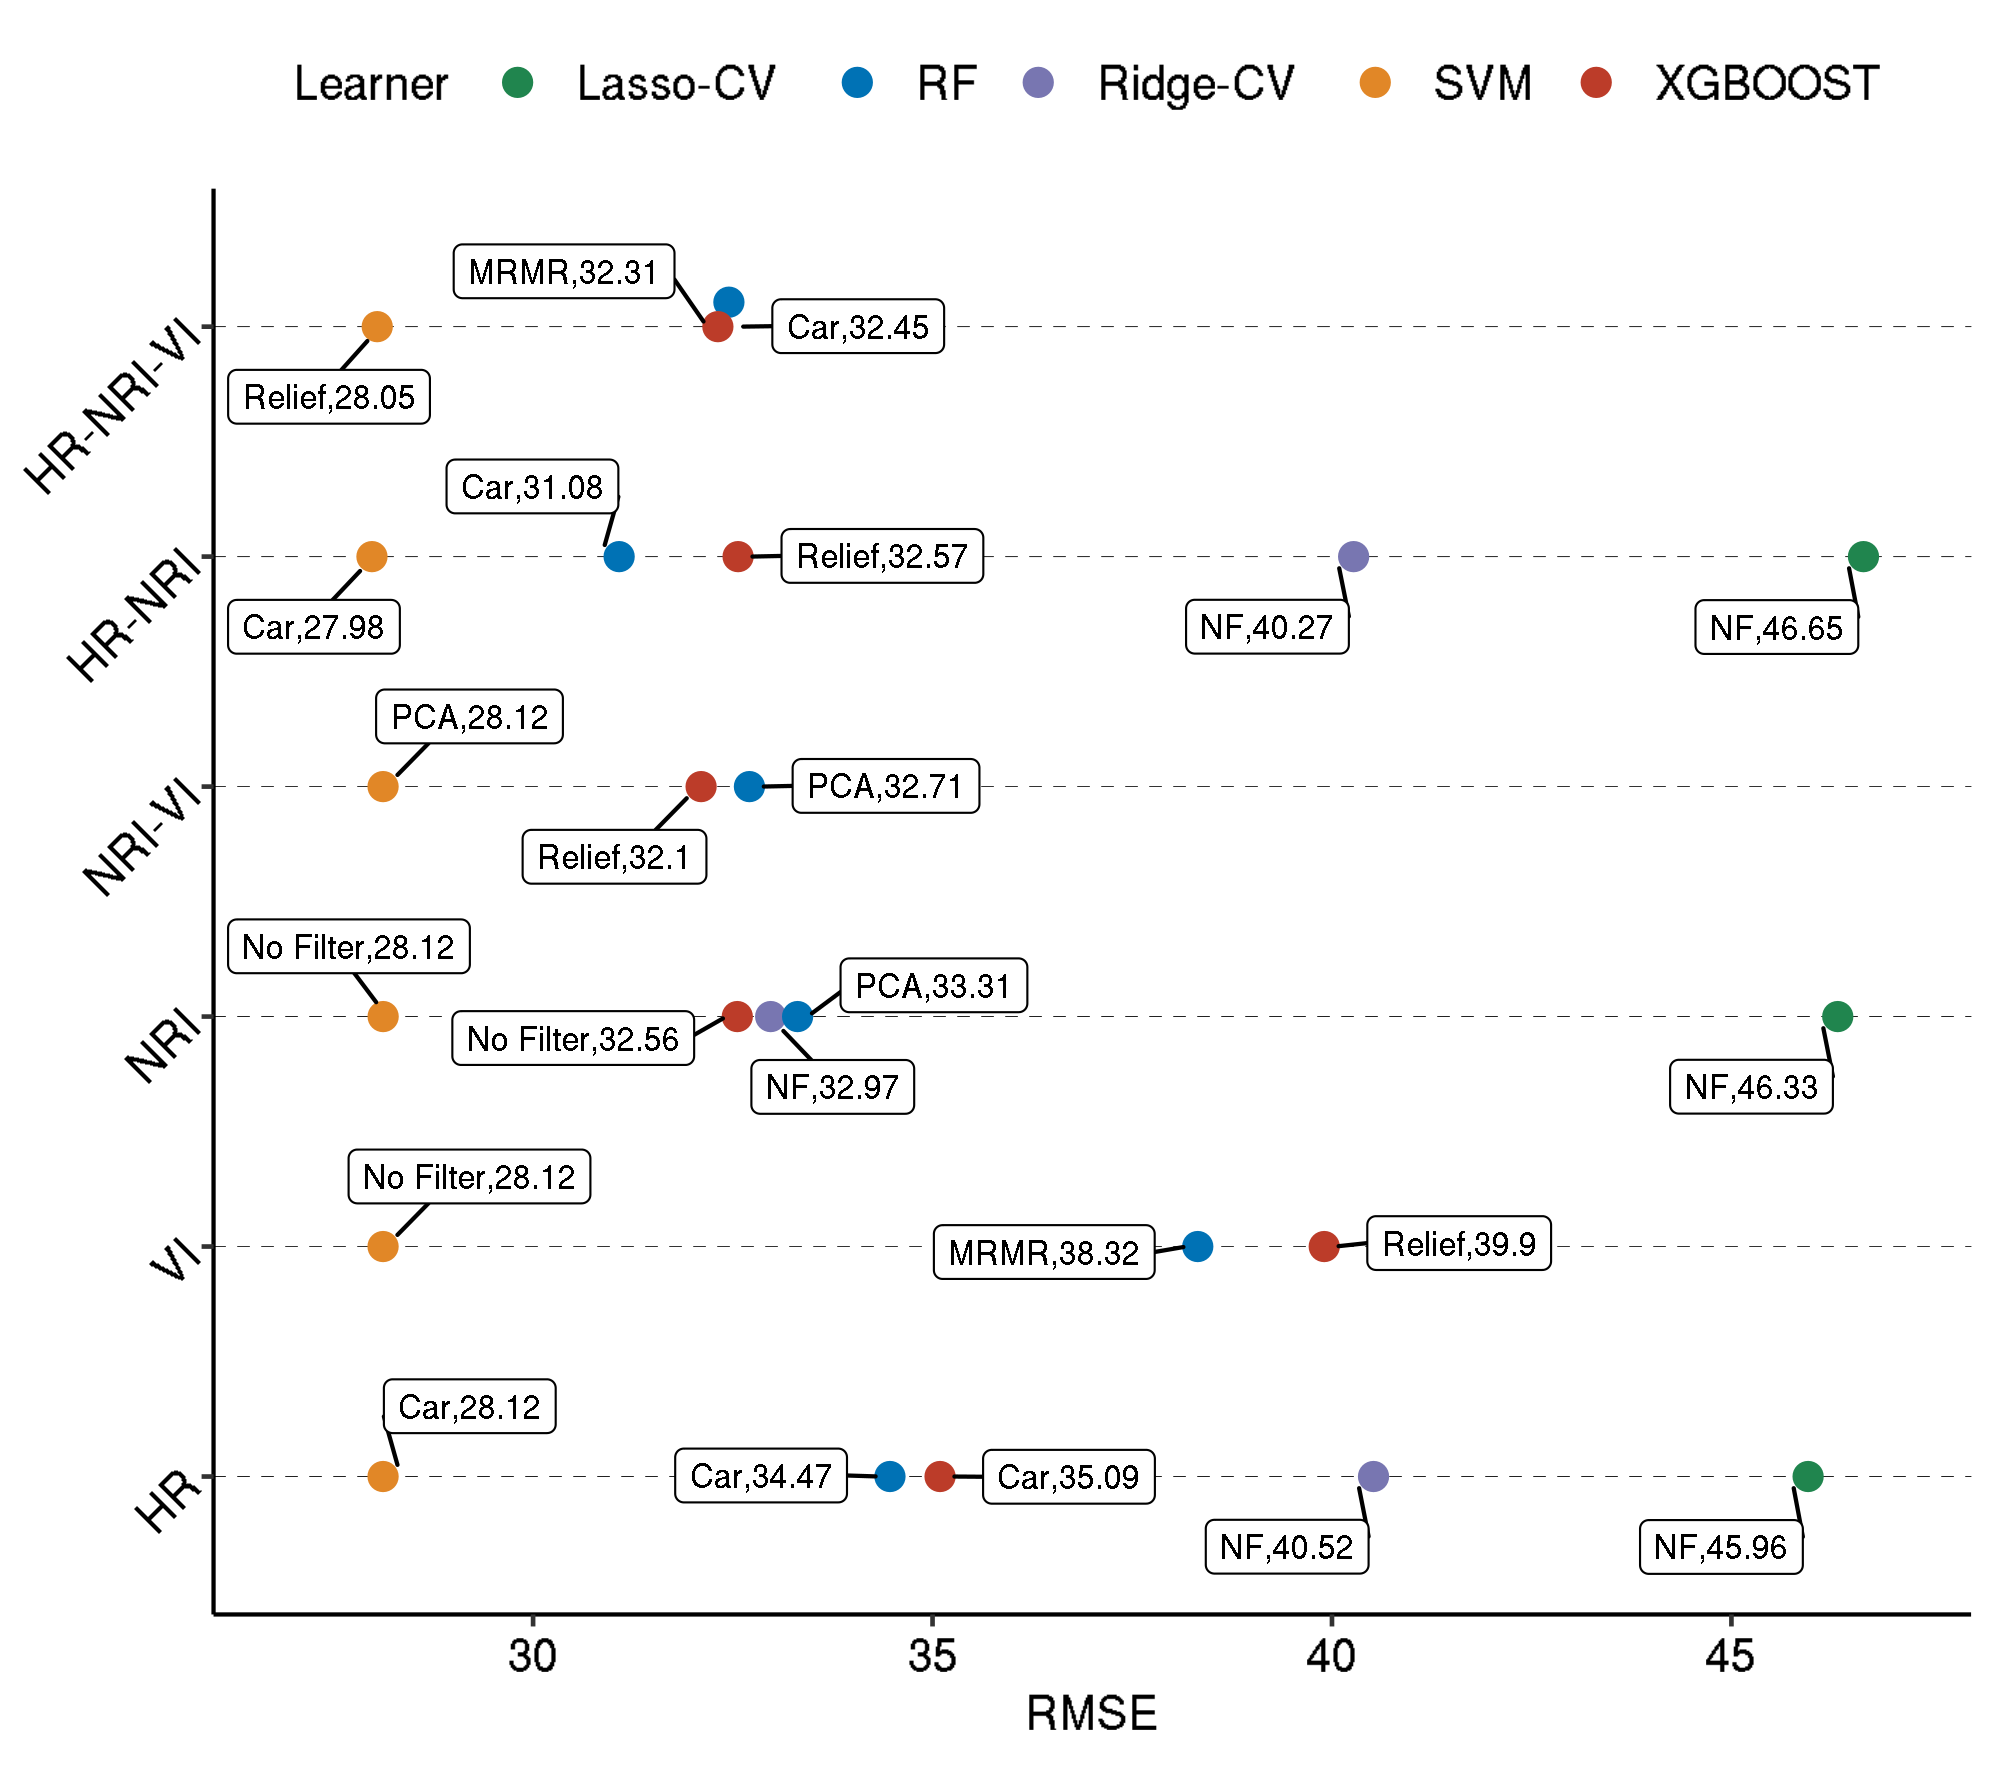 Learner Lasso-CV RF Ridge-CV SVM XGBOOST
HR-NRI-VI
MRMR,32.31
Car,32.45
Relief,28.05
HR-NRI
Car,31.08
Relief,32.57
Car,27.98
NF,40.27
NF,46.65
NRI-VI
PCA,28.12
PCA,32.71
Relief,32.1
NRI
No Filter,28.12
PCA,33.31
No Filter,32.56
NF,32.97
NF,46.33
VI
No Filter,28.12
MRMR,38.32
Relief,39.9
HR
Car,28.12
Car,34.47
Car,35.09
NF,40.52
NF,45.96
30 35 40 45
RMSE